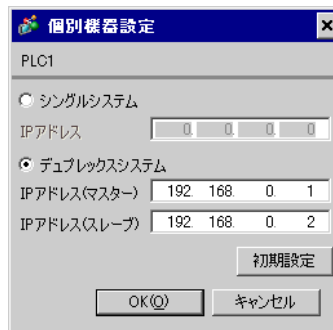 個別機器設定
PLC1
シングルシステム
IPアドレス 0. 0. 0. 0
デュプレックスシステム
IPアドレス(マスター) 192. 168. 0. 1
IPアドレス(スレーブ) 192. 168. 0. 2
初期設定
OK(O) キャンセル